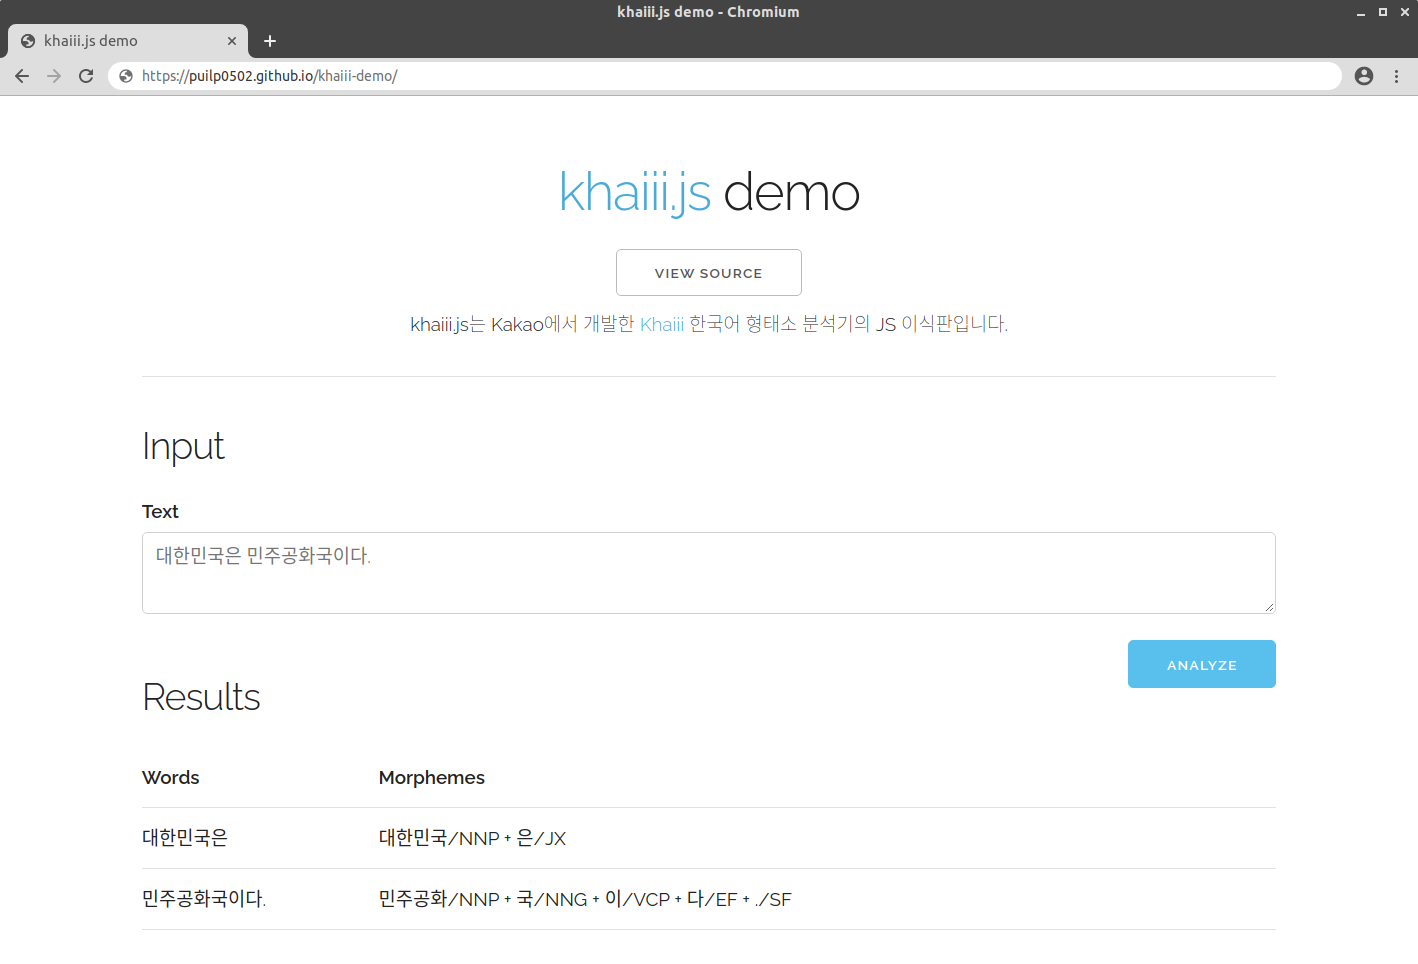 khaiii.js demo - Chromium
khaiii.js demo
https://puilp0502.github.io/khaiii-demo/
khaiii.js demo
VIEW SOURCE
khaiii.js는 Kakao에서 개발한 Khaiii 한국어 형태소 분석기의 JS 이식판입니다.
Input
Text
대한민국은 민주공화국이다.
ANALYZE
Results
Words Morphemes
대한민국은 대한민국/NNP + 은/JX
민주공화국이다. 민주공화/NNP + 국/NNG + 이/VCP + 다/EF + ./SF